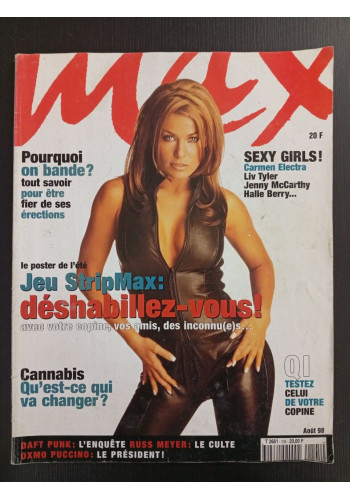 Max
20 F
Pourquoi
on bande?
tout savoir
pour être
fier de ses
érections
SEXY GIRLS!
Carmen Electra
Liv Tyler
Jenny McCarthy
Halle Berry...
le poster de l'été
Jeu StripMax:
déshabillez-vous!
avec votre copine, vos amis, des inconnu(e)s...
Cannabis
Qu'est-ce qui
va changer?
QI
TESTEZ
CELUI
DE VOTRE
COPINE
Août 98
DAFT PUNK: L'ENQUÊTE RUSS MEYER: LE CULTE
OXMO PUCCINO: LE PRÉSIDENT!